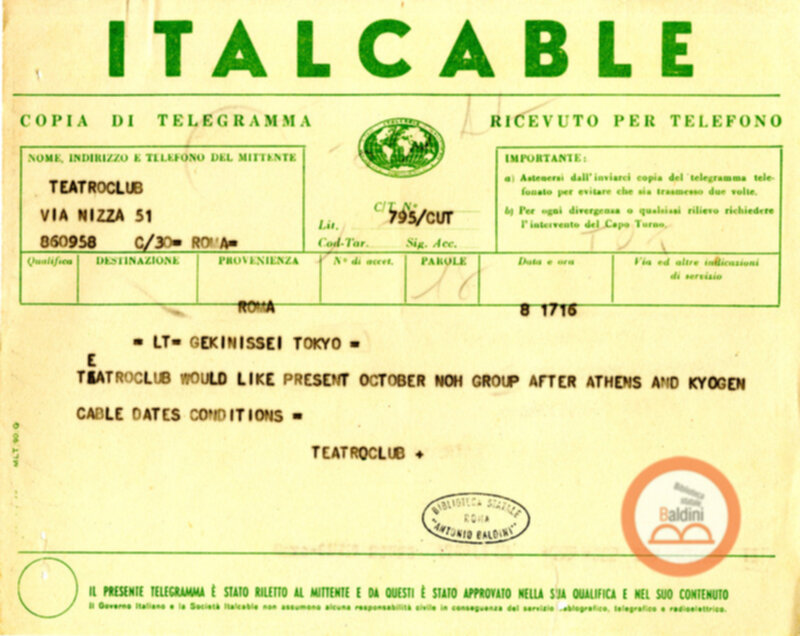 ITALCABLE
COPIA DI TELEGRAMMA
RICEVUTO PER TELEFONO
NOME, INDIRIZZO E TELEFONO DEL MITTENTE
TEATROCLUB
VIA NIZZA 51
860958 C/30= ROMA=
C/T N°
795/CUT
Lit.
Cod-Tar. Sig. Acc.
IMPORTANTE:
a) Astenersi dall'inviarci copia del telegramma tele-
fonato per evitare che sia trasmesso due volte.
b) Per ogni divergenza o qualsiasi rilievo richiedere
l'intervento del Capo Turno.
Qualifica DESTINAZIONE PROVENIENZA N° di accet. PAROLE Data e ora Via ed altre indicazioni
di servizio
ROMA 8 1716
= LT= GEKINISSEI TOKYO =
E
TEATROCLUB WOULD LIKE PRESENT OCTOBER NOH GROUP AFTER ATHENS AND KYOGEN
CABLE DATES CONDITIONS =
TEATROCLUB +
MLT. 90 G
BIBLIOTECA STATALE
ROMA
"ANTONIO BALDINI"
Biblioteca
statale
Baldini
IL PRESENTE TELEGRAMMA È STATO RILETTO AL MITTENTE E DA QUESTI È STATO APPROVATO NELLA SUA QUALIFICA E NEL SUO CONTENUTO
Il Governo Italiano e la Società Italcable non assumono alcuna responsabilità civile in conseguenza del servizio cablografico, telegrafico e radioelettrico.